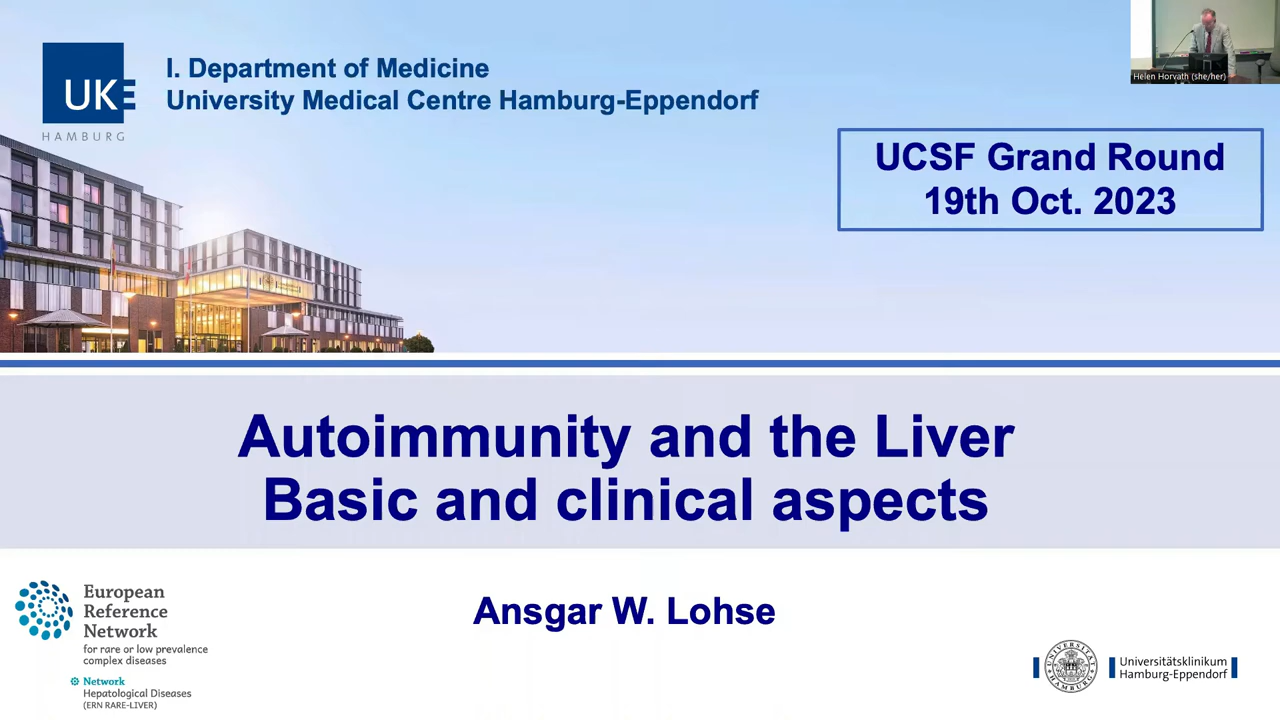 UKE
HAMBURG
I. Department of Medicine
University Medical Centre Hamburg-Eppendorf
Helen Horvath (she/her)
UCSF Grand Round
19th Oct. 2023
Autoimmunity and the Liver
Basic and clinical aspects
Ansgar W. Lohse
European
Reference
Network
for rare or low prevalence
complex diseases
Network
Hepatological Diseases
(ERN RARE-LIVER)
Universitätsklinikum
Hamburg-Eppendorf